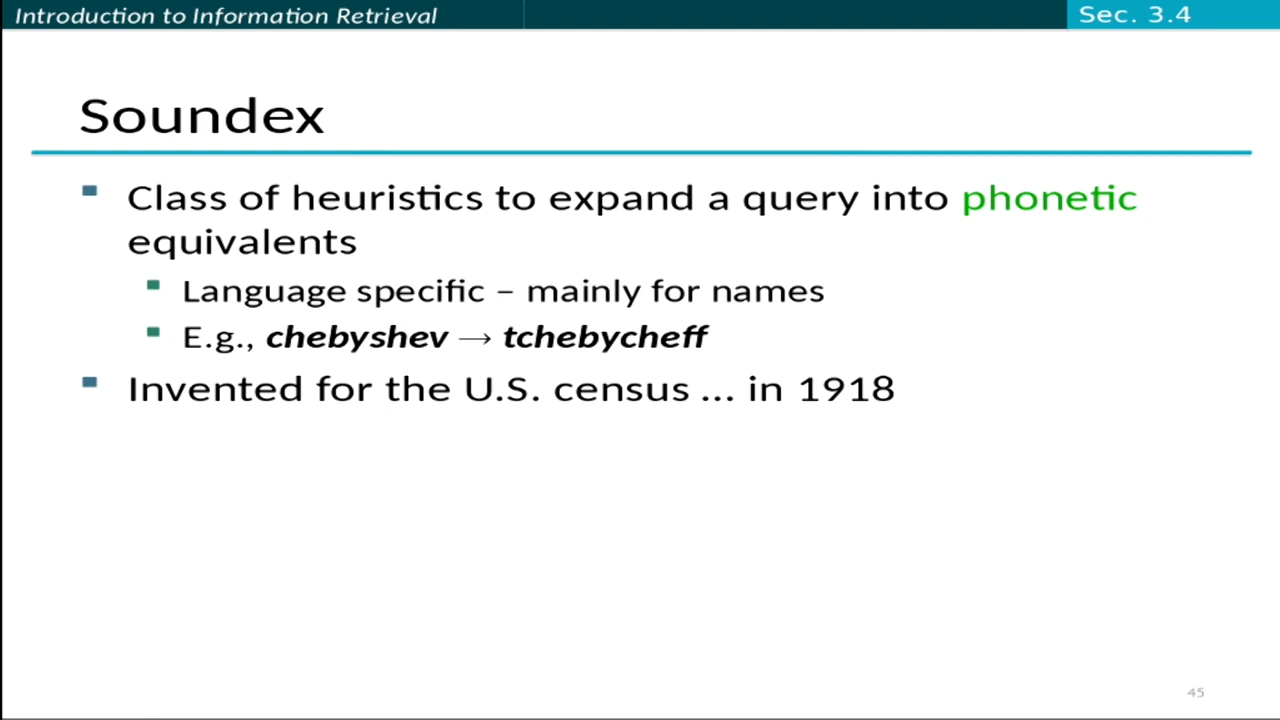 Introduction to Information Retrieval
Sec. 3.4
Soundex
Class of heuristics to expand a query into phonetic
equivalents
Language specific – mainly for names
E.g., chebyshev → tchebycheff
Invented for the U.S. census ... in 1918
45